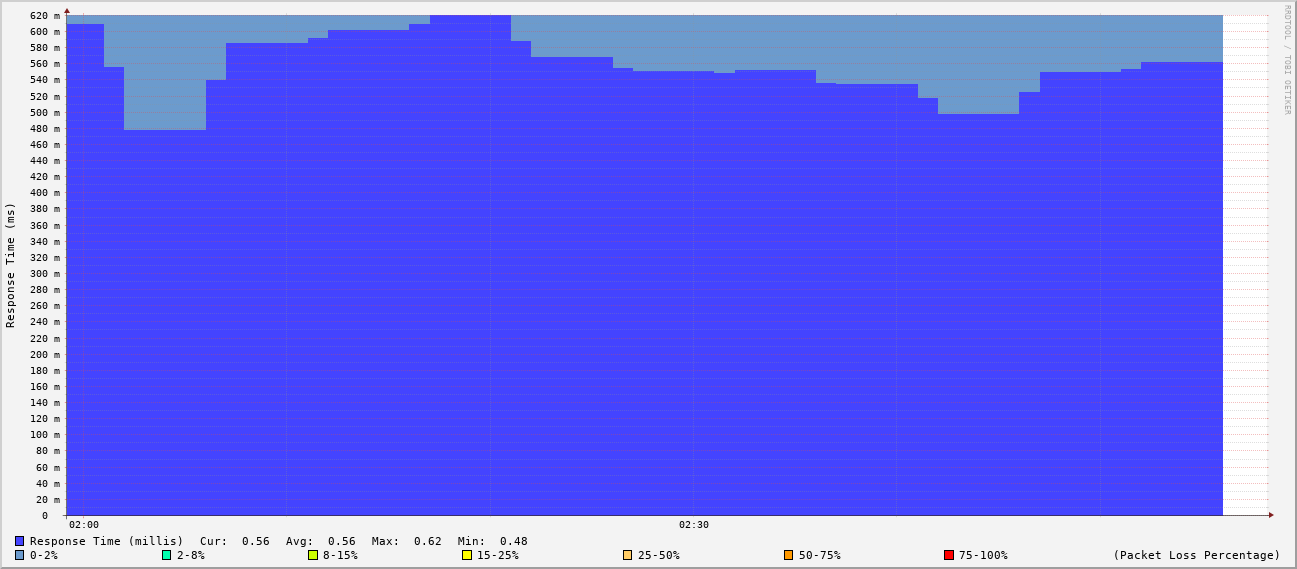 RRDTOOL / TOBI OETIKER
Response Time (ms)
620 m
600 m
580 m
560 m
540 m
520 m
500 m
480 m
460 m
440 m
420 m
400 m
380 m
360 m
340 m
320 m
300 m
280 m
260 m
240 m
220 m
200 m
180 m
160 m
140 m
120 m
100 m
80 m
60 m
40 m
20 m
0
02:00 02:30
Response Time (millis) Cur: 0.56 Avg: 0.56 Max: 0.62 Min: 0.48
0-2% 2-8% 8-15% 15-25% 25-50% 50-75% 75-100% (Packet Loss Percentage)